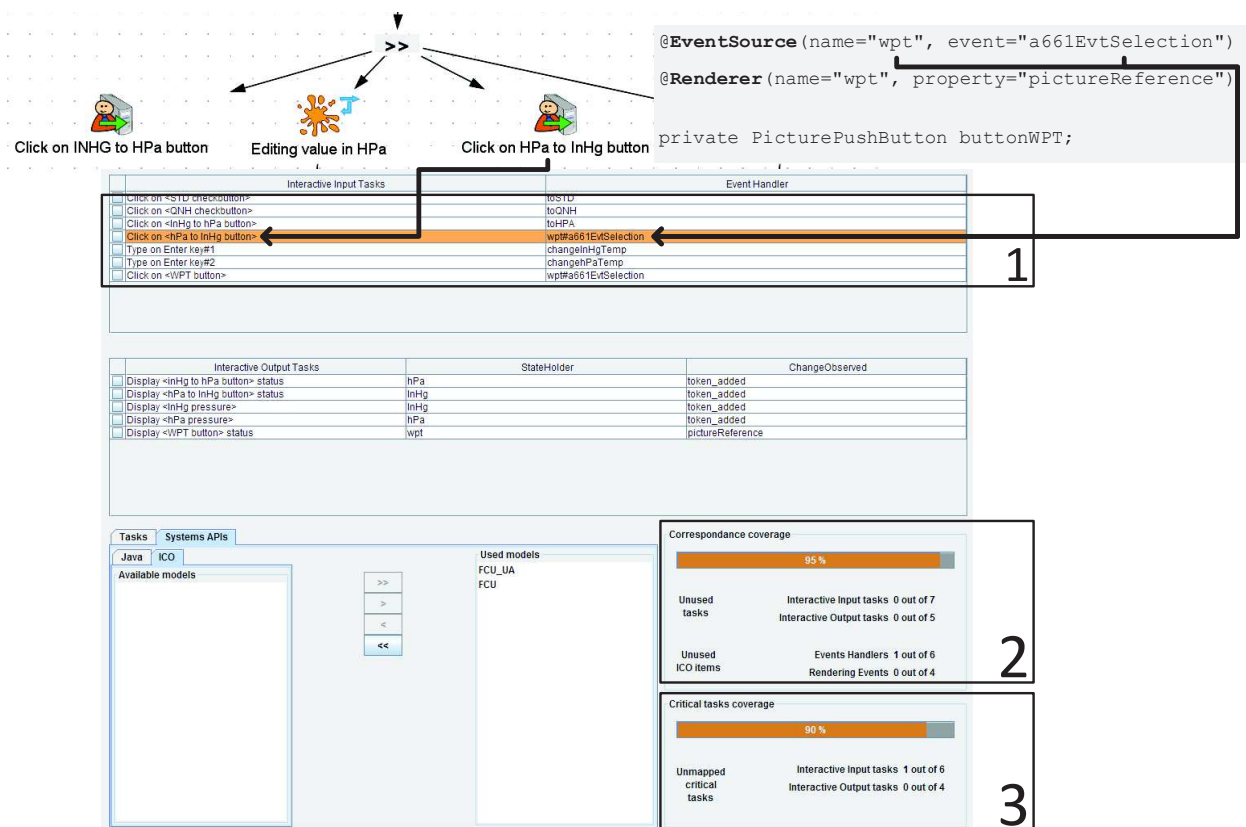 >>
@EventSource(name="wpt", event="a661EvtSelection")
@Renderer(name="wpt", property="pictureReference")
private PicturePushButton buttonWPT;
Click on INHG to HPa button
Editing value in HPa
Click on HPa to InHg button
Interactive Input Tasks Event Handler
Click on <STD checkbutton> toSTD
Click on <QNH checkbutton> toQNH
Click on <InHg to hPa button> toHPA
Click on <hPa to InHg button> wpt#a661EvtSelection
Type on Enter key#1 changeInHgTemp
Type on Enter key#2 changehPaTemp
Click on <WPT button> wpt#a661EvtSelection
1
Interactive Output Tasks StateHolder ChangeObserved
Display <inHg to hPa button> status hPa token_added
Display <hPa to InHg button> status InHg token_added
Display <InHg pressure> InHg token_added
Display <hPa pressure> hPa token_added
Display <WPT button> status wpt pictureReference
Tasks Systems APIs
Java ICO
Available models
>>
>
<
<<
Used models
FCU_UA
FCU
Correspondance coverage
95 %
Unused
tasks
Interactive Input tasks 0 out of 7
Interactive Output tasks 0 out of 5
Unused
ICO items
Events Handlers 1 out of 6
Rendering Events 0 out of 4
2
Critical tasks coverage
90 %
Unmapped
critical
tasks
Interactive Input tasks 1 out of 6
Interactive Output tasks 0 out of 4
3